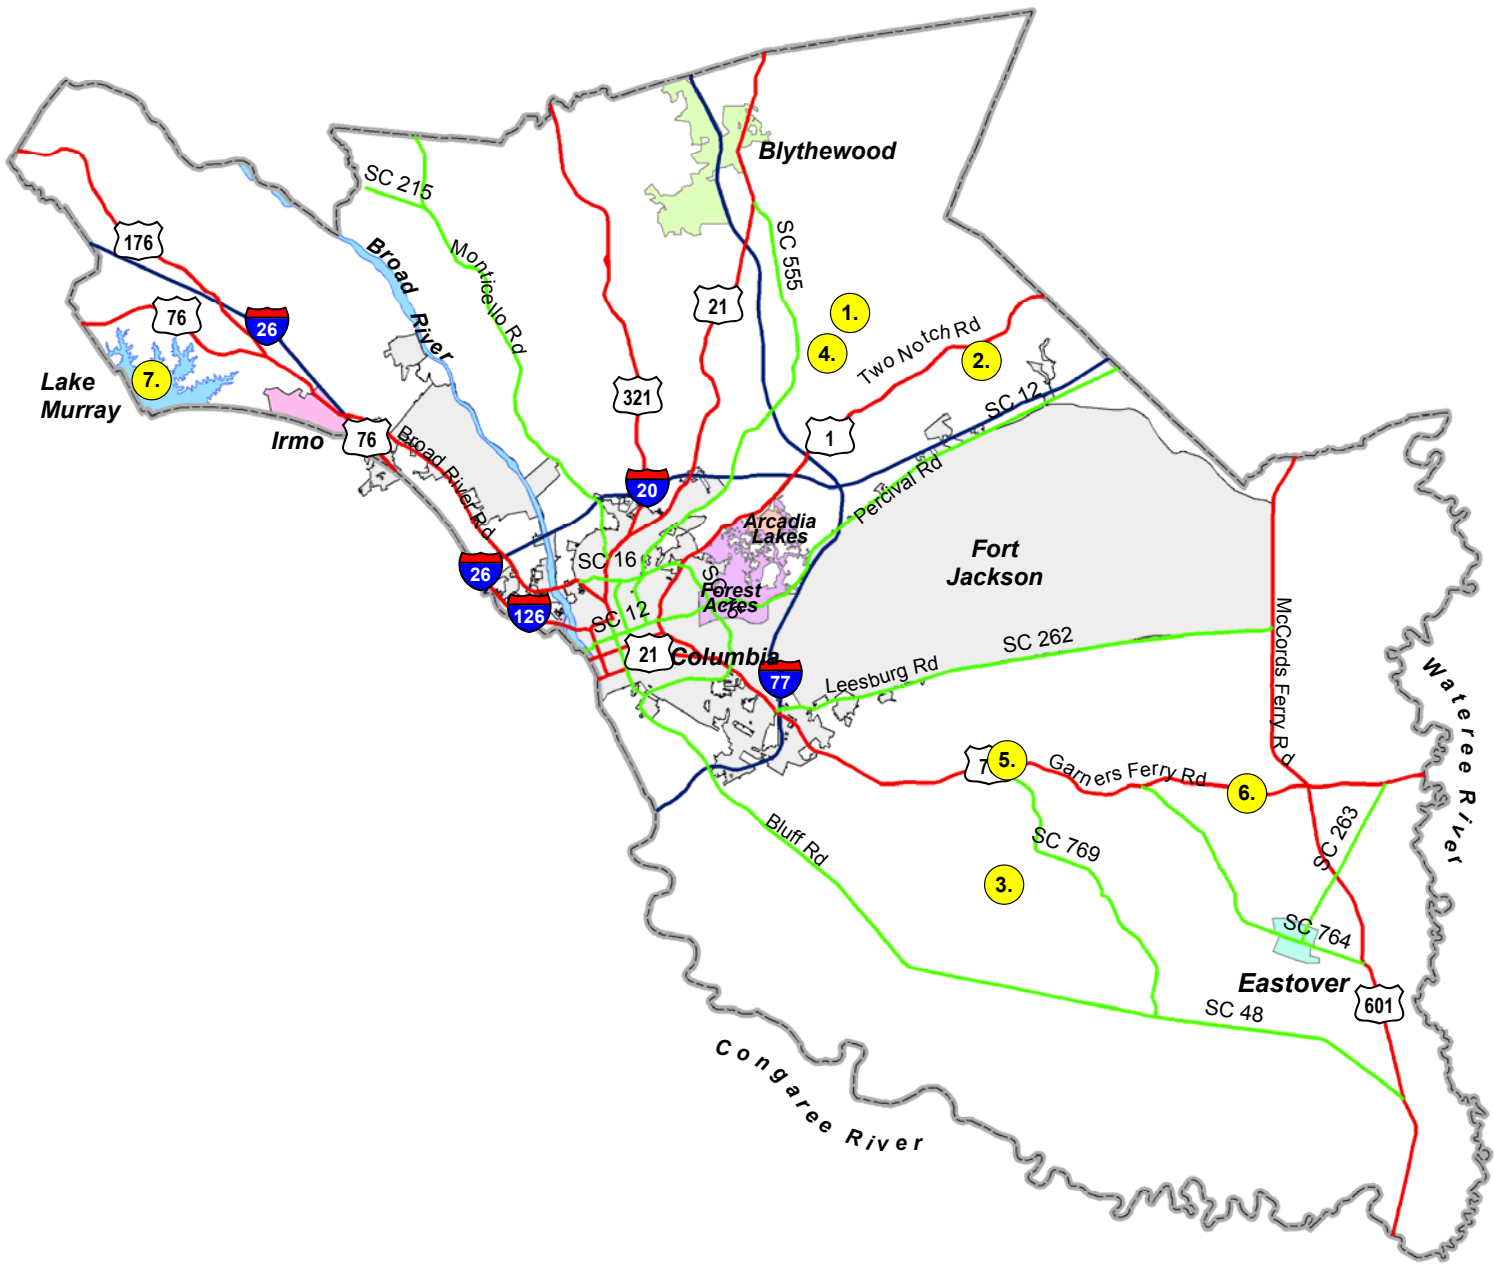 Blythewood
SC 215
176
Broad River
Monticello Rd
SC 555
21
76
26
1.
4.
Two Notch Rd
2.
7.
Lake
Murray
321
SC 12
Irmo
76
Broad River Rd
1
20
Percival Rd
Arcadia
Lakes
Fort
Jackson
SC 16
26
Forest
Acres
126
SC 12
21
Columbia
77
Leesburg Rd
SC 262
McCords Ferry Rd
Wateree River
5.
Garners Ferry Rd
6.
Bluff Rd
SC 769
SC 263
3.
SC 764
Eastover
601
SC 48
Congaree River